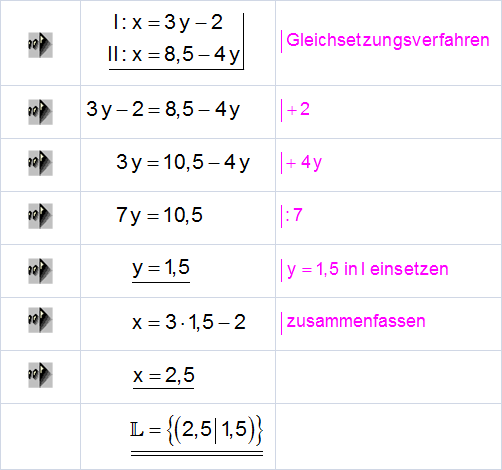 I: x = 3y − 2
II: x = 8,5 − 4y
| Gleichsetzungsverfahren
3y − 2 = 8,5 − 4y | + 2
3y = 10,5 − 4y | + 4y
7y = 10,5 | : 7
y = 1,5 | y = 1,5 in I einsetzen
x = 3 · 1,5 − 2 | zusammenfassen
x = 2,5
𝕃 = {(2,5 | 1,5)}